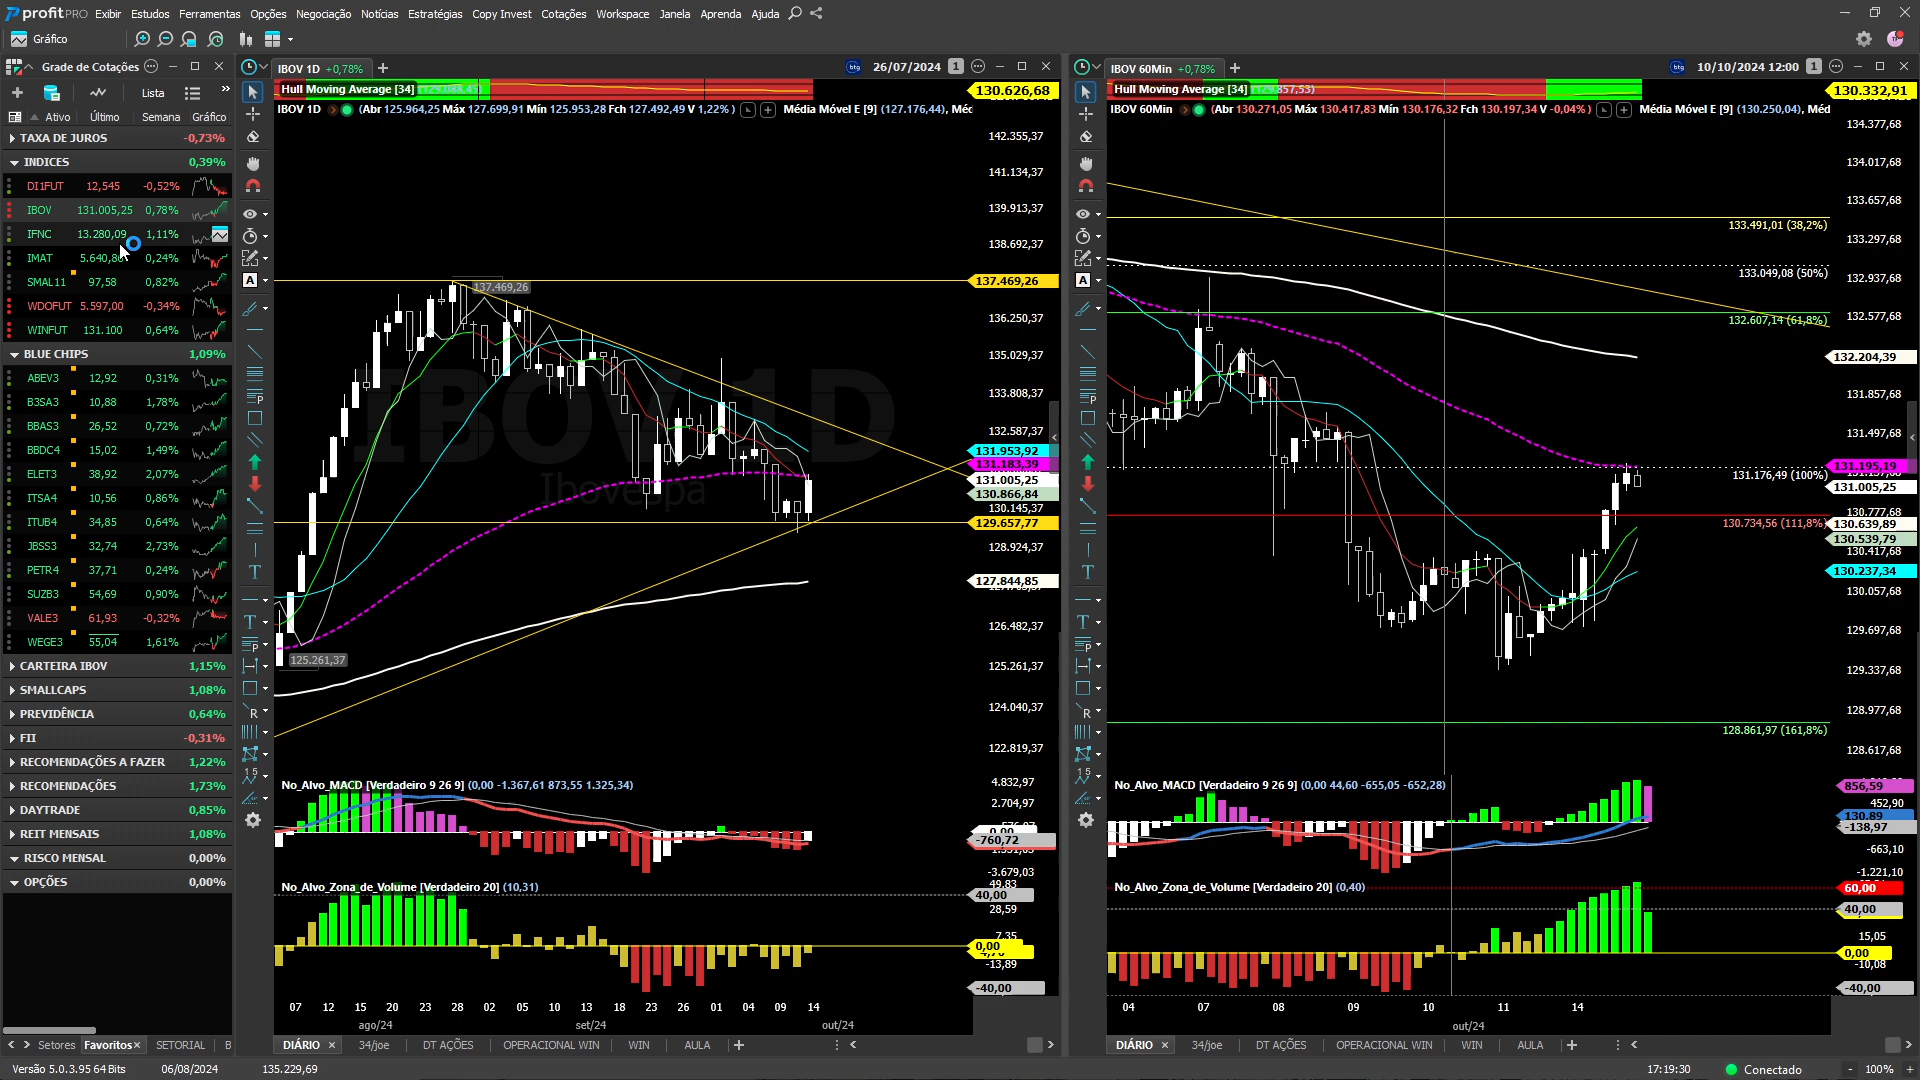 profit PRO Exibir Estudos Ferramentas Opções Negociação Notícias Estratégias Copy Invest Cotações Workspace Janela Aprenda Ajuda
Gráfico
Grade de Cotações
Lista
Ativo Último Semana Gráfico
TAXA DE JUROS -0,73%
INDICES 0,39%
DI1FUT 12,545 -0,52%
IBOV 131.005,25 0,78%
IFNC 13.280,09 1,11%
IMAT 5.640,86 0,24%
SMAL11 97,58 0,82%
WDOFUT 5.597,00 -0,34%
WINFUT 131.100 0,64%
BLUE CHIPS 1,09%
ABEV3 12,92 0,31%
B3SA3 10,88 1,78%
BBAS3 26,52 0,72%
BBDC4 15,02 1,49%
ELET3 38,92 2,07%
ITSA4 10,56 0,86%
ITUB4 34,85 0,64%
JBSS3 32,74 2,73%
PETR4 37,71 0,24%
SUZB3 54,69 0,90%
VALE3 61,93 -0,32%
WEGE3 55,04 1,61%
CARTEIRA IBOV 1,15%
SMALLCAPS 1,08%
PREVIDÊNCIA 0,64%
FII -0,31%
RECOMENDAÇÕES A FAZER 1,22%
RECOMENDAÇÕES 1,73%
DAYTRADE 0,85%
REIT MENSAIS 1,08%
RISCO MENSAL 0,00%
OPÇÕES 0,00%
Setores Favoritos SETORIAL B
IBOV 1D +0,78%
btg 26/07/2024 1
Hull Moving Average [34] (129.088,45)
130.626,68
IBOV 1D (Abr 125.964,25 Máx 127.699,91 Mín 125.953,28 Fch 127.492,49 V 1,22% ) Média Móvel E [9] (127.176,44), Méd
142.355,37
141.134,37
139.913,37
138.692,37
137.469,26
137.469,26
136.250,37
135.029,37
133.808,37
132.587,37
131.953,92
131.183,39
131.005,25
130.866,84
130.145,37
129.657,77
128.924,37
127.844,85
126.482,37
125.261,37
125.261,37
124.040,37
122.819,37
IBOV 1D
Ibovespa
No_Alvo_MACD [Verdadeiro 9 26 9] (0,00 -1.367,61 873,55 1.325,34)
4.832,97
2.704,97
0,00
-760,72
-3.679,03
No_Alvo_Zona_de_Volume [Verdadeiro 20] (10,31)
49,83
40,00
28,59
7,35
0,00
-13,89
-40,00
07 12 15 20 23 28 02 05 10 13 18 23 26 01 04 09 14
ago/24 set/24 out/24
DIÁRIO 34/joe DT AÇÕES OPERACIONAL WIN WIN AULA
IBOV 60Min +0,78%
btg 10/10/2024 12:00 1
Hull Moving Average [34] (129.857,53)
130.332,91
IBOV 60Min (Abr 130.271,05 Máx 130.417,83 Mín 130.176,32 Fch 130.197,34 V -0,04% ) Média Móvel E [9] (130.250,04), Méd
134.377,68
134.017,68
133.657,68
133.491,01 (38,2%)
133.297,68
133.049,08 (50%)
132.937,68
132.607,14 (61,8%)
132.577,68
132.204,39
131.857,68
131.497,68
131.195,19
131.176,49 (100%)
131.005,25
130.777,68
130.734,56 (111,8%)
130.639,89
130.539,79
130.417,68
130.237,34
130.057,68
129.697,68
129.337,68
128.977,68
128.861,97 (161,8%)
128.617,68
No_Alvo_MACD [Verdadeiro 9 26 9] (0,00 44,60 -655,05 -652,28)
856,59
452,90
130,89
-138,97
-663,10
-1.221,10
No_Alvo_Zona_de_Volume [Verdadeiro 20] (0,40)
60,00
40,00
15,05
0,00
-10,08
-40,00
04 07 08 09 10 11 14
out/24
DIÁRIO 34/joe DT AÇÕES OPERACIONAL WIN WIN AULA
Versão 5.0.3.95 64 Bits 06/08/2024 135.229,69 17:19:30 Conectado - 100% +